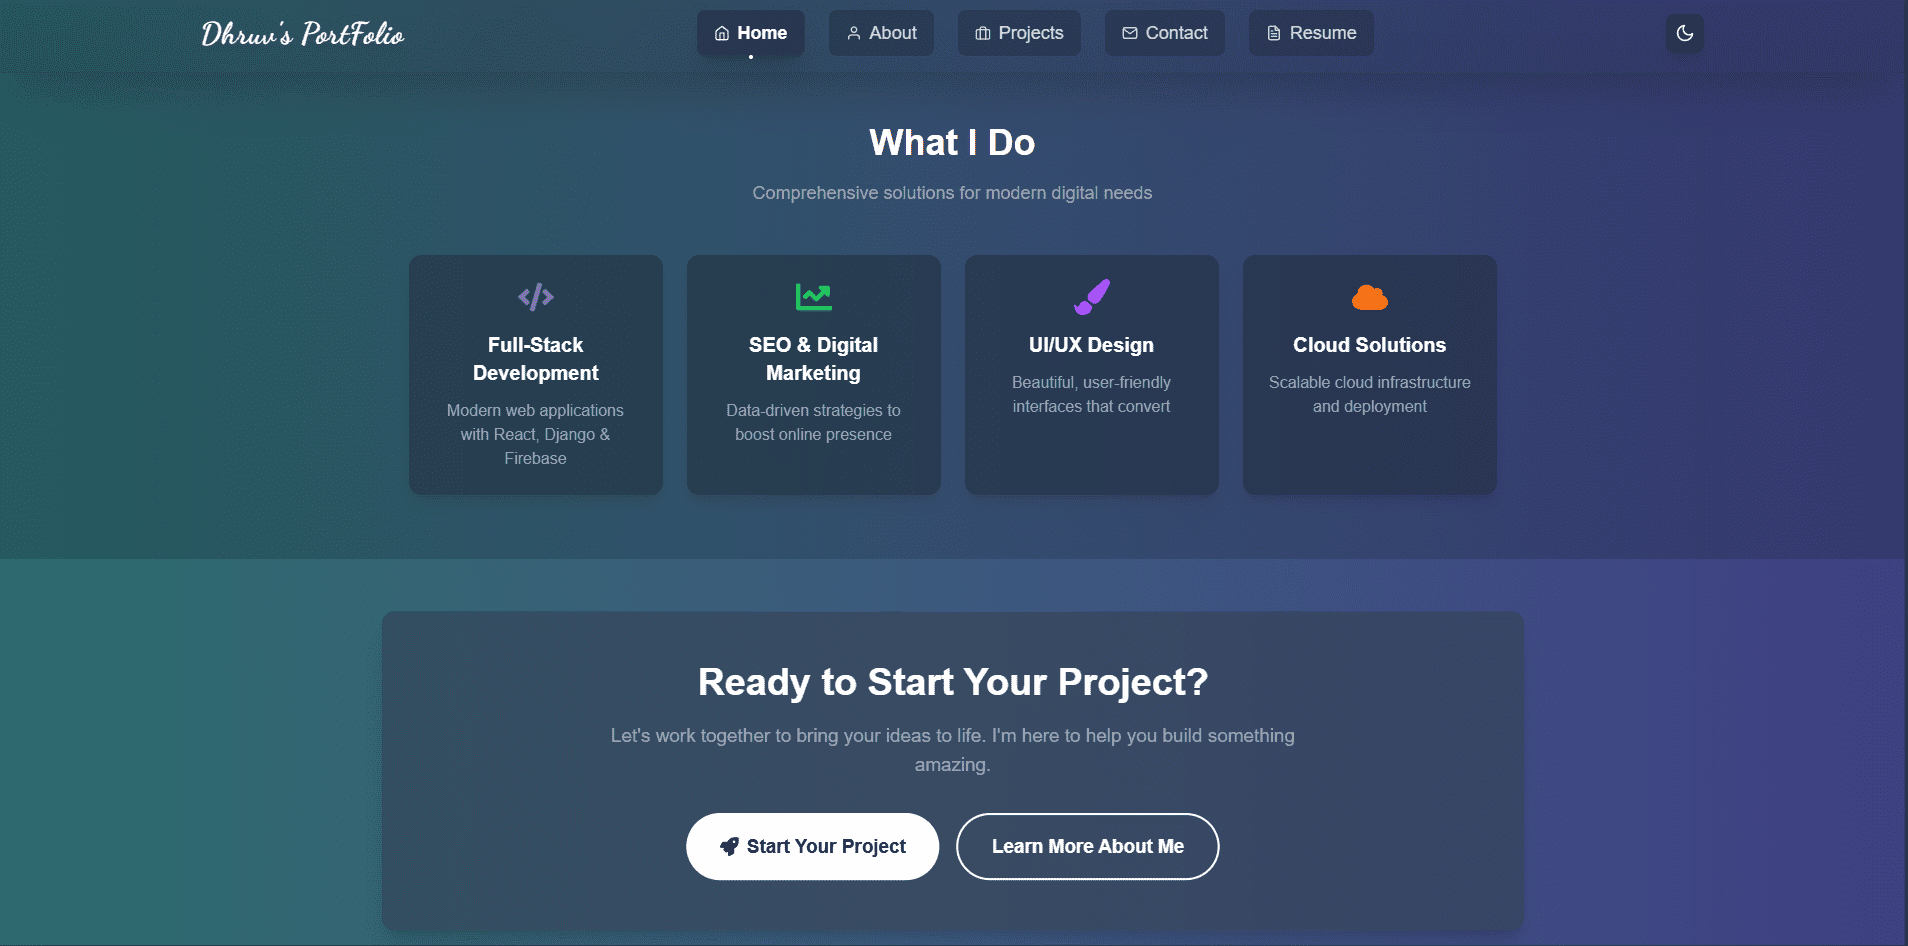 Dhruv's PortFolio
Home
About
Projects
Contact
Resume
What I Do
Comprehensive solutions for modern digital needs
Full-Stack
Development
Modern web applications
with React, Django &
Firebase
SEO & Digital
Marketing
Data-driven strategies to
boost online presence
UI/UX Design
Beautiful, user-friendly
interfaces that convert
Cloud Solutions
Scalable cloud infrastructure
and deployment
Ready to Start Your Project?
Let's work together to bring your ideas to life. I'm here to help you build something
amazing.
Start Your Project
Learn More About Me